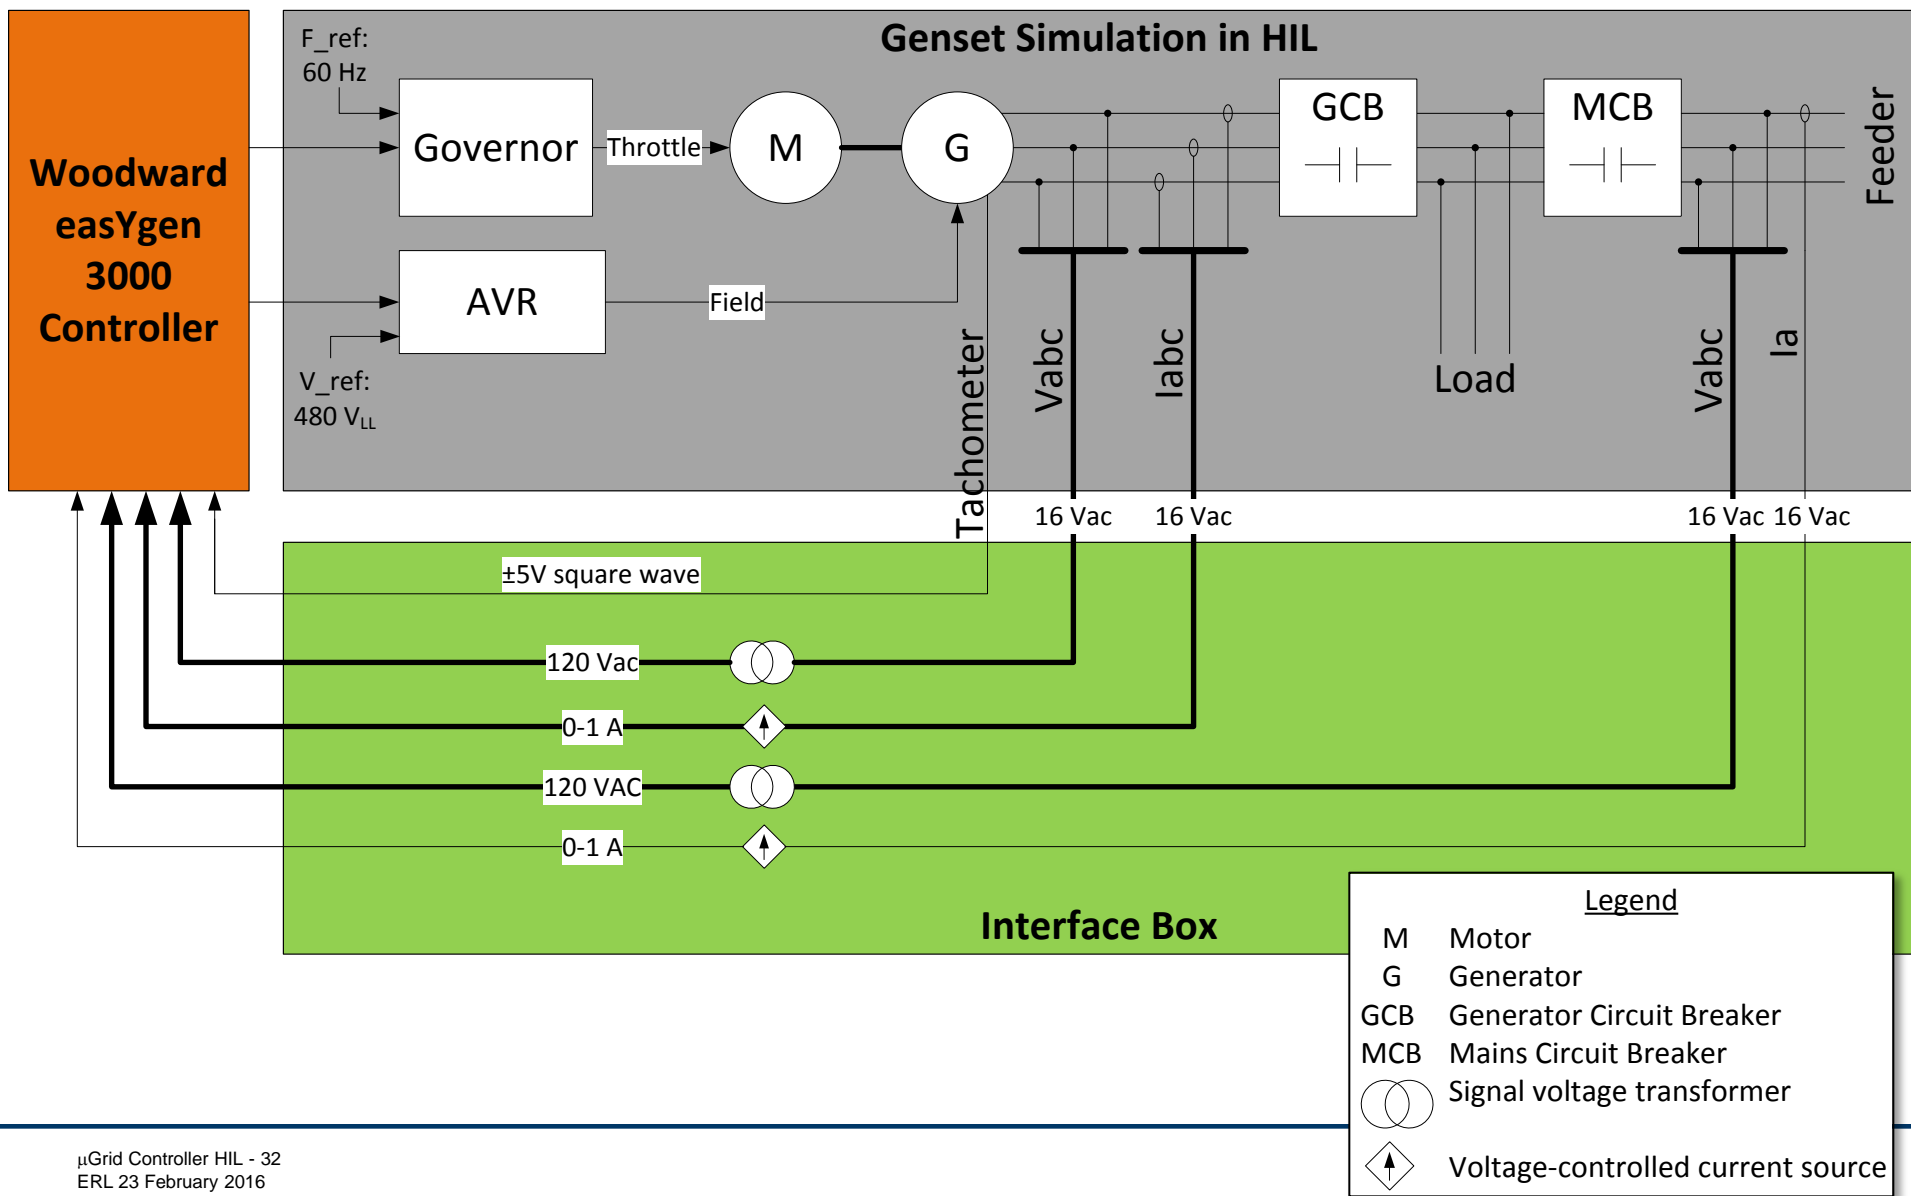 Genset Simulation in HIL
F_ref:
60 Hz
Woodward
easYgen
3000
Controller
Governor
Throttle
M
G
GCB
MCB
Feeder
AVR
Field
V_ref:
480 VLL
Tachometer
Vabc
Iabc
Load
Vabc
Ia
16 Vac
16 Vac
16 Vac
16 Vac
±5V square wave
120 Vac
0-1 A
120 VAC
0-1 A
Interface Box
Legend
M Motor
G Generator
GCB Generator Circuit Breaker
MCB Mains Circuit Breaker
Signal voltage transformer
Voltage-controlled current source
µGrid Controller HIL - 32
ERL 23 February 2016